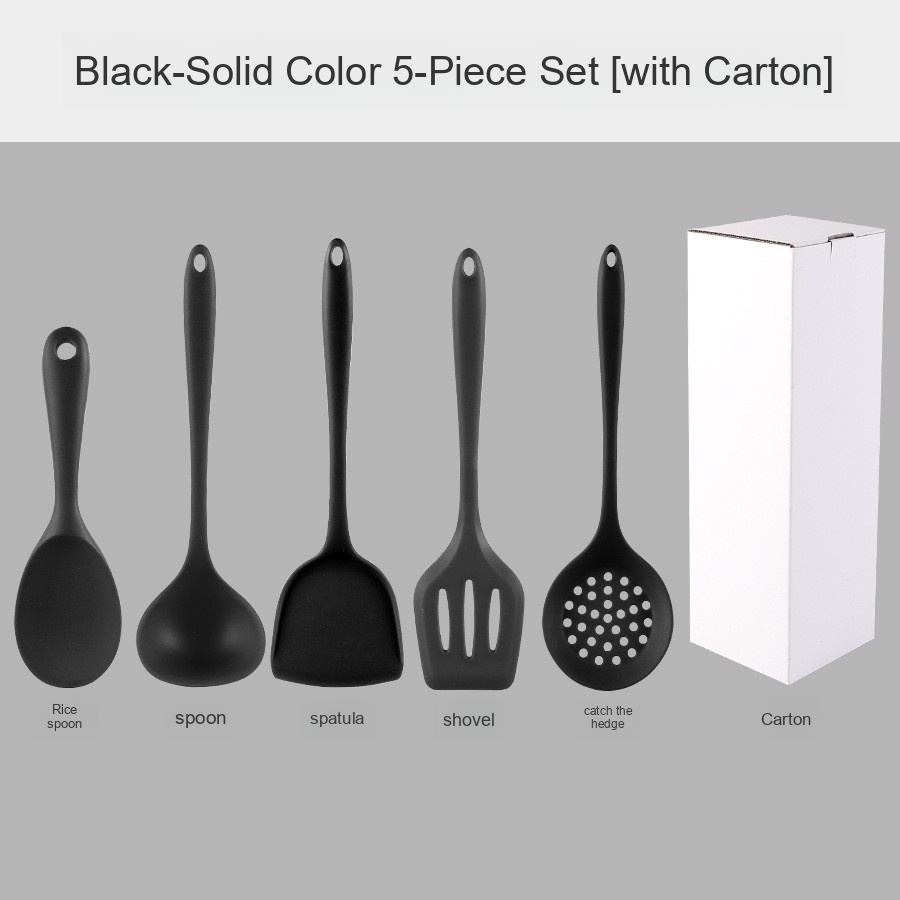 Black-Solid Color 5-Piece Set [with Carton]
Rice
spoon
spoon
spatula
shovel
catch the
hedge
Carton